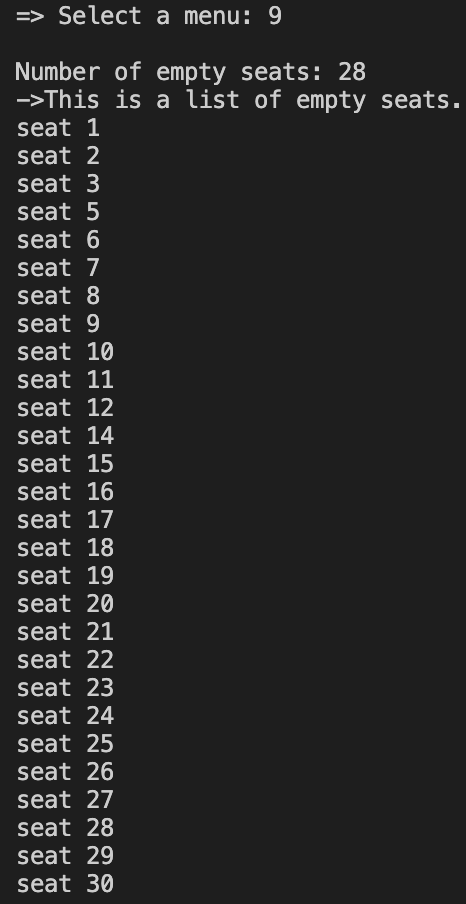 => Select a menu: 9
Number of empty seats: 28
->This is a list of empty seats.
seat 1
seat 2
seat 3
seat 5
seat 6
seat 7
seat 8
seat 9
seat 10
seat 11
seat 12
seat 14
seat 15
seat 16
seat 17
seat 18
seat 19
seat 20
seat 21
seat 22
seat 23
seat 24
seat 25
seat 26
seat 27
seat 28
seat 29
seat 30